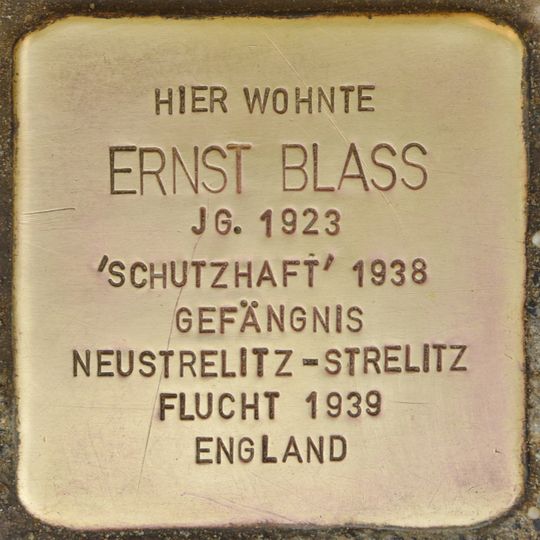 HIER WOHNTE
ERNST BLASS
JG. 1923
'SCHUTZHAFT' 1938
GEFÄNGNIS
NEUSTRELITZ-STRELITZ
FLUCHT 1939
ENGLAND